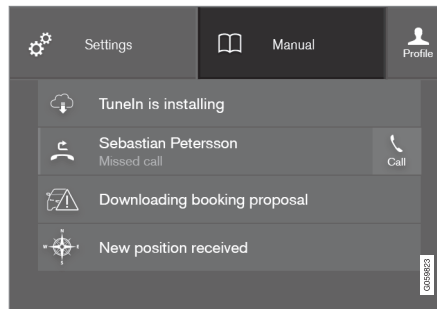 Settings
Manual
Profile
TuneIn is installing
Sebastian Petersson
Missed call
Call
Downloading booking proposal
N
W
E
S
New position received
G059823